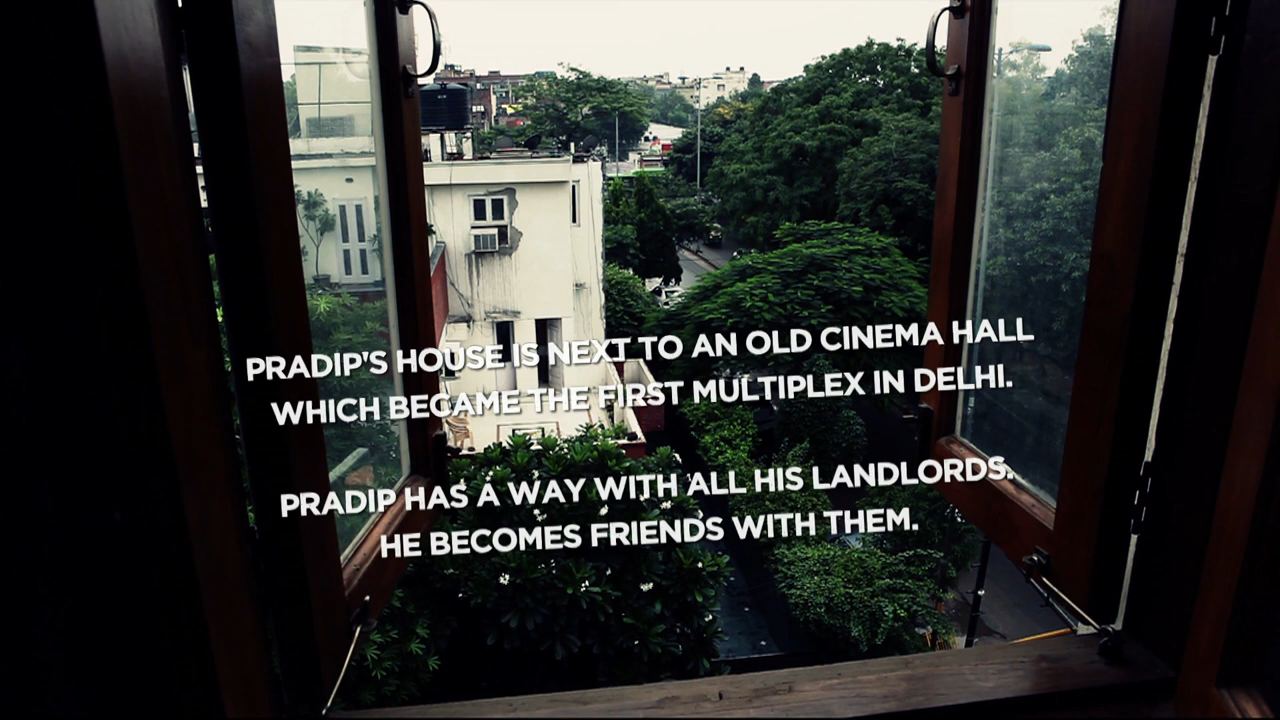 PRADIP'S HOUSE IS NEXT TO AN OLD CINEMA HALL
WHICH BECAME THE FIRST MULTIPLEX IN DELHI.
PRADIP HAS A WAY WITH ALL HIS LANDLORDS.
HE BECOMES FRIENDS WITH THEM.